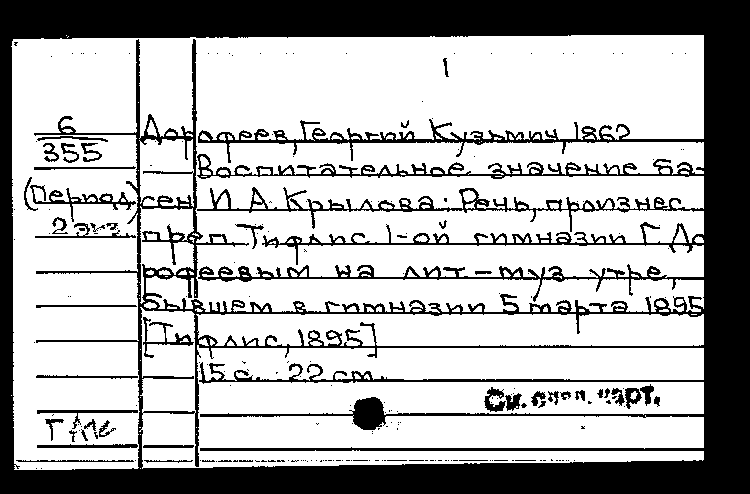 1
6
355
(Период)
2 экз.
Дорофеев, Георгий Кузьмич, 1862
Воспитательное значение ба-
сен И. А. Крылова: Речь, произнес.
преп. Тифлис. 1-ой гимназии Г. До
рофеевым на лит-муз. утре,
бывшем в гимназии 5 марта 1895
[Тифлис, 1895]
15 с. 22 см.
См. карт.